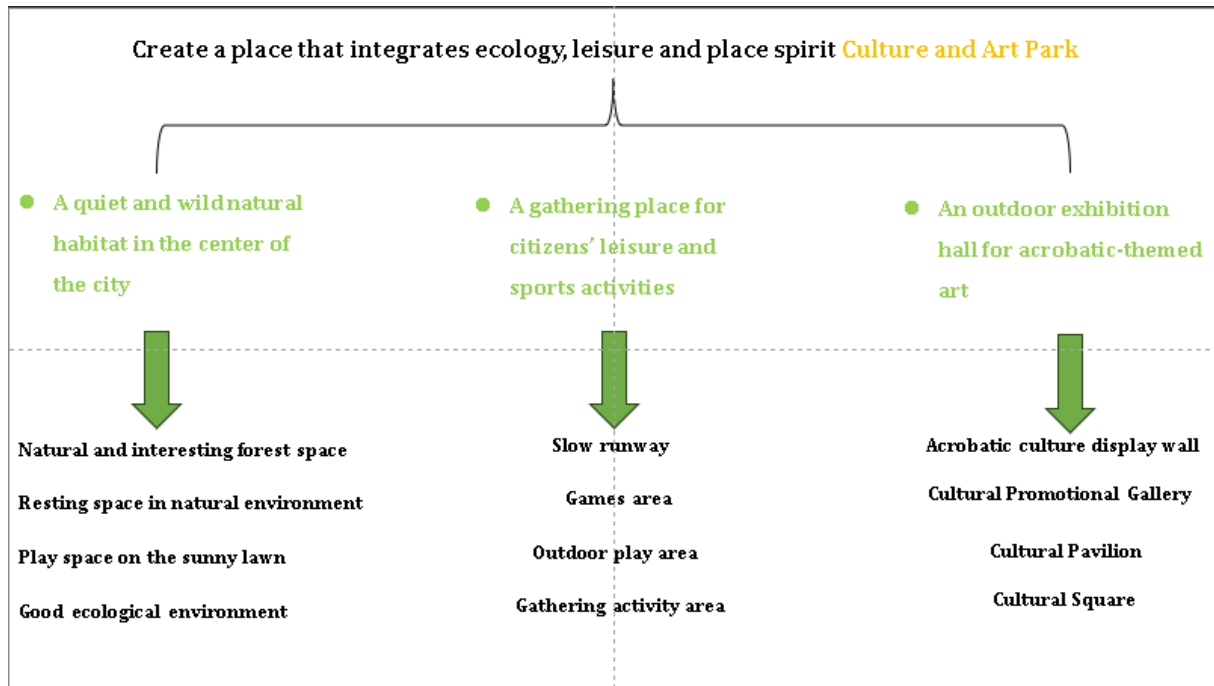 Create a place that integrates ecology, leisure and place spirit Culture and Art Park
A quiet and wild natural
habitat in the center of
the city
A gathering place for
citizens’ leisure and
sports activities
An outdoor exhibition
hall for acrobatic-themed
art
Natural and interesting forest space
Resting space in natural environment
Play space on the sunny lawn
Good ecological environment
Slow runway
Games area
Outdoor play area
Gathering activity area
Acrobatic culture display wall
Cultural Promotional Gallery
Cultural Pavilion
Cultural Square